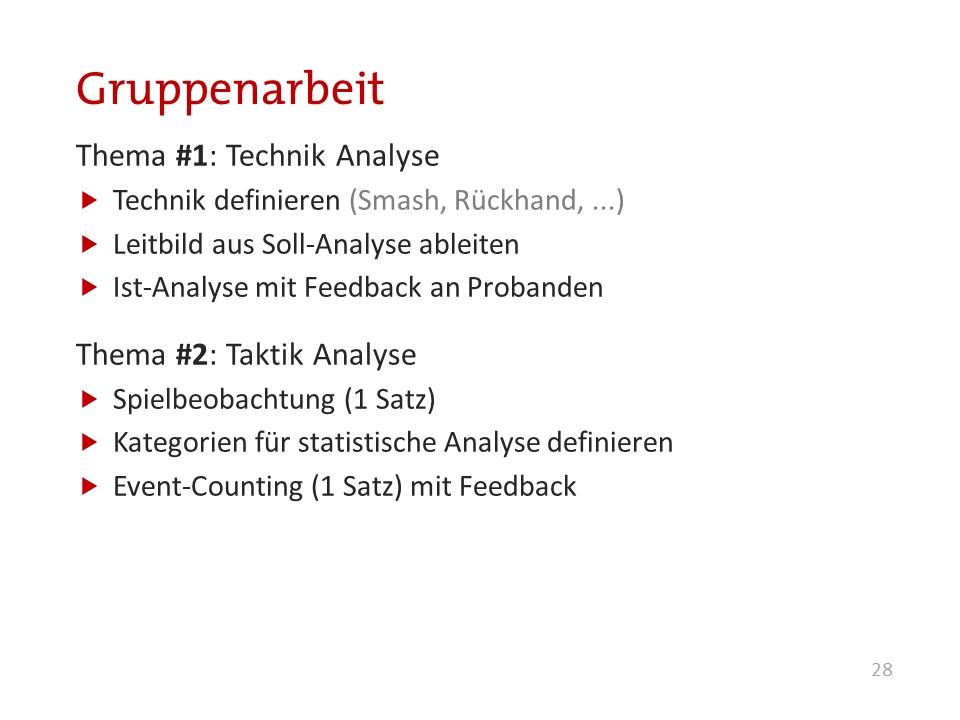 Gruppenarbeit
Thema #1: Technik Analyse
Technik definieren (Smash, Rückhand, ...)
Leitbild aus Soll-Analyse ableiten
Ist-Analyse mit Feedback an Probanden
Thema #2: Taktik Analyse
Spielbeobachtung (1 Satz)
Kategorien für statistische Analyse definieren
Event-Counting (1 Satz) mit Feedback
28